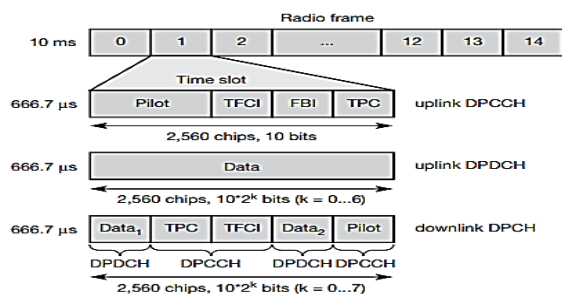 Radio frame
10 ms 0 1 2 ... 12 13 14
Time slot
666.7 µs Pilot TFCI FBI TPC uplink DPCCH
2,560 chips, 10 bits
666.7 µs Data uplink DPDCH
2,560 chips, 10*2^k bits (k = 0...6)
666.7 µs Data₁ TPC TFCI Data₂ Pilot downlink DPCH
DPDCH DPCCH DPDCH DPCCH
2,560 chips, 10*2^k bits (k = 0...7)